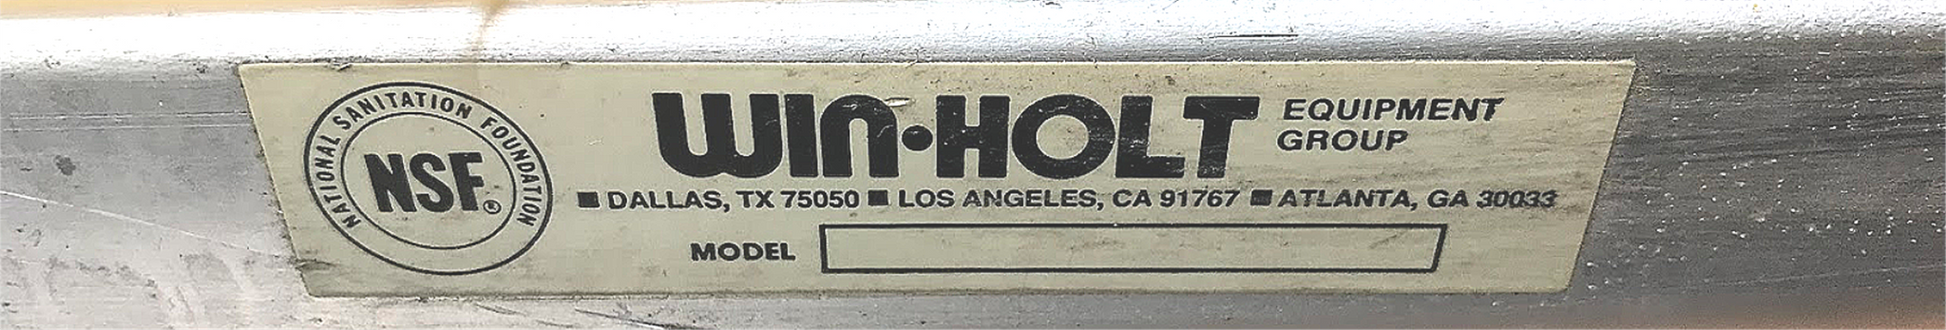 NATIONAL SANITATION FOUNDATION
NSF®
WIN·HOLT
EQUIPMENT
GROUP
■ DALLAS, TX 75050 ■ LOS ANGELES, CA 91767 ■ ATLANTA, GA 30033
MODEL